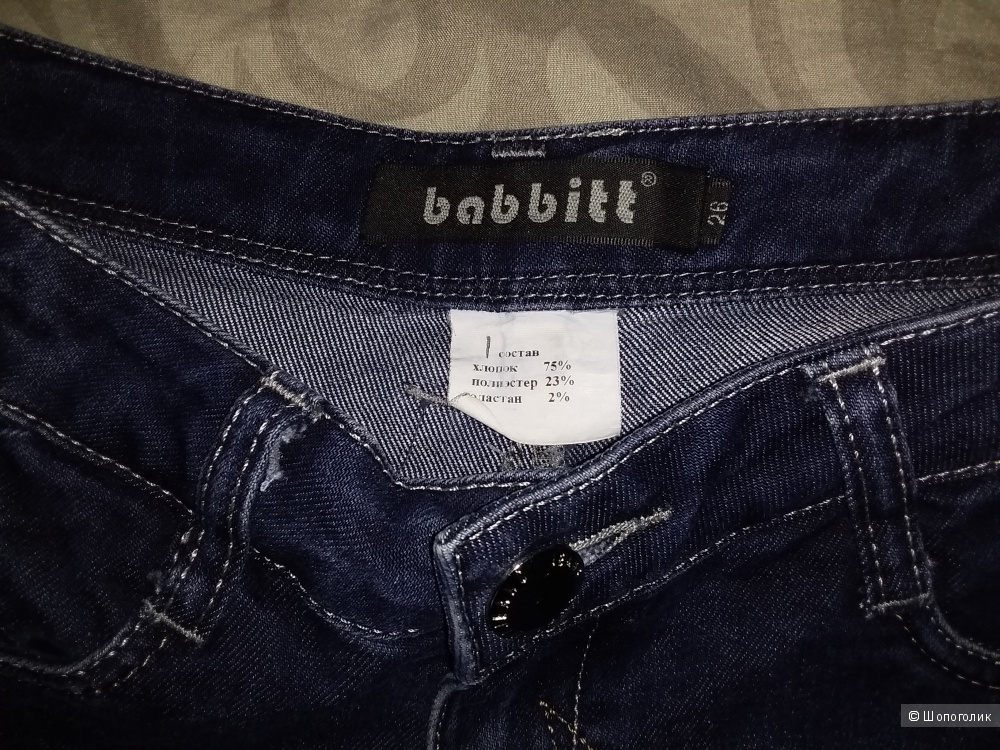 babbitt®
26
состав
хлопок 75%
полиэстер 23%
эластан 2%
© Шопоголик